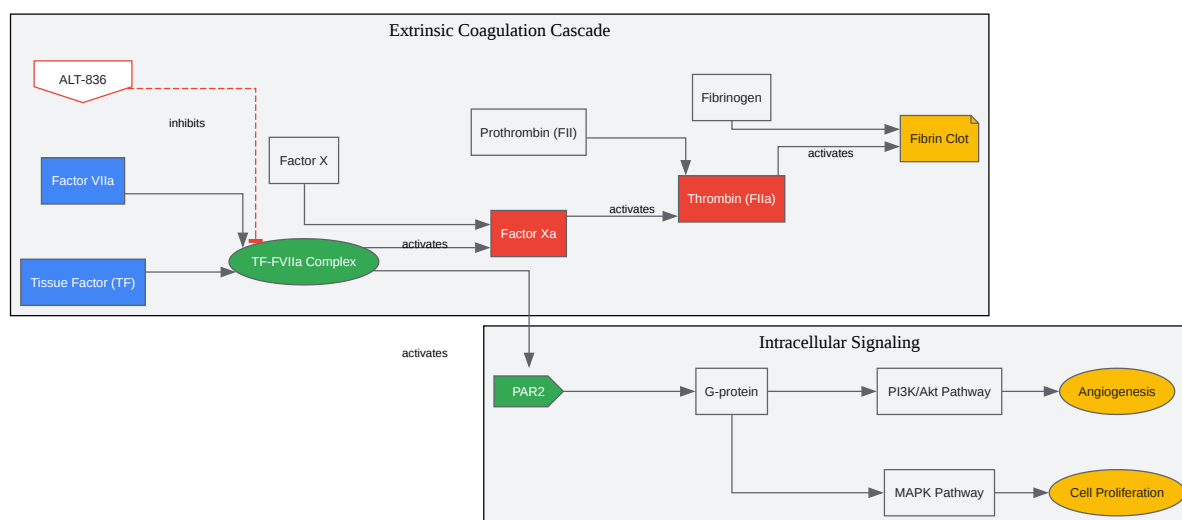 Extrinsic Coagulation Cascade
ALT-836
inhibits
Fibrinogen
Prothrombin (FII)
Fibrin Clot
activates
Factor X
Factor VIIa
Thrombin (FIIa)
activates
Factor Xa
activates
TF-FVIIa Complex
Tissue Factor (TF)
activates
Intracellular Signaling
PAR2
G-protein
PI3K/Akt Pathway
Angiogenesis
MAPK Pathway
Cell Proliferation